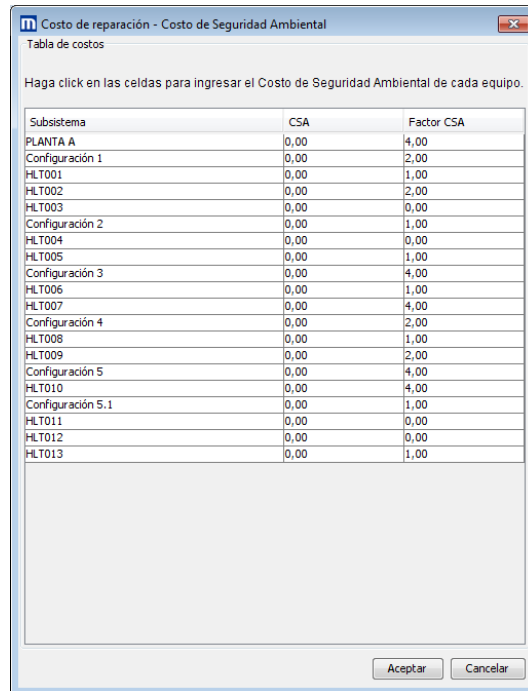 m Costo de reparación - Costo de Seguridad Ambiental
Tabla de costos
Haga click en las celdas para ingresar el Costo de Seguridad Ambiental de cada equipo.
Subsistema CSA Factor CSA
PLANTA A 0,00 4,00
Configuración 1 0,00 2,00
HLT001 0,00 1,00
HLT002 0,00 2,00
HLT003 0,00 0,00
Configuración 2 0,00 1,00
HLT004 0,00 0,00
HLT005 0,00 1,00
Configuración 3 0,00 4,00
HLT006 0,00 1,00
HLT007 0,00 4,00
Configuración 4 0,00 2,00
HLT008 0,00 1,00
HLT009 0,00 2,00
Configuración 5 0,00 4,00
HLT010 0,00 4,00
Configuración 5.1 0,00 1,00
HLT011 0,00 0,00
HLT012 0,00 0,00
HLT013 0,00 1,00
Aceptar Cancelar